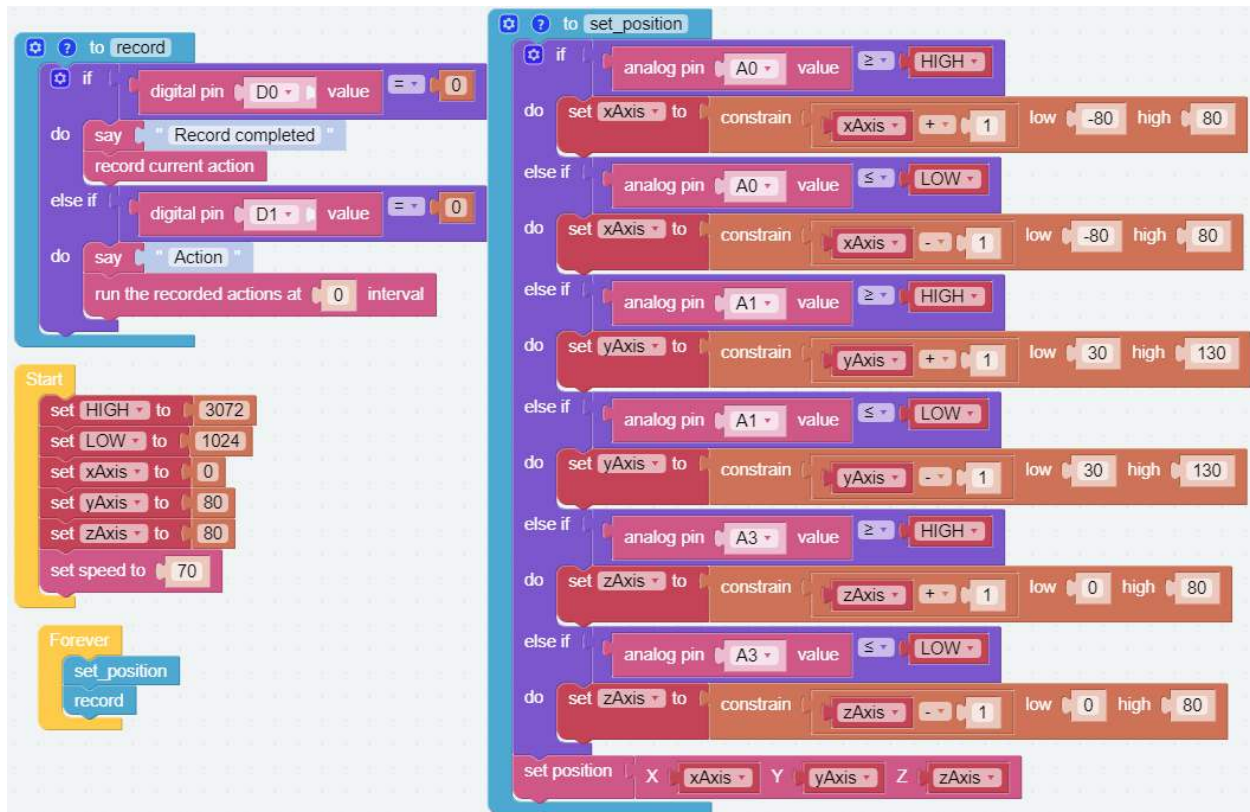 to record
if digital pin D0 value = 0
do say " Record completed "
record current action
else if digital pin D1 value = 0
do say " Action "
run the recorded actions at 0 interval
Start
set HIGH to 3072
set LOW to 1024
set xAxis to 0
set yAxis to 80
set zAxis to 80
set speed to 70
Forever
set_position
record
to set_position
if analog pin A0 value ≥ HIGH
do set xAxis to constrain xAxis + 1 low -80 high 80
else if analog pin A0 value ≤ LOW
do set xAxis to constrain xAxis - 1 low -80 high 80
else if analog pin A1 value ≥ HIGH
do set yAxis to constrain yAxis + 1 low 30 high 130
else if analog pin A1 value ≤ LOW
do set yAxis to constrain yAxis - 1 low 30 high 130
else if analog pin A3 value ≥ HIGH
do set zAxis to constrain zAxis + 1 low 0 high 80
else if analog pin A3 value ≤ LOW
do set zAxis to constrain zAxis - 1 low 0 high 80
set position X xAxis Y yAxis Z zAxis